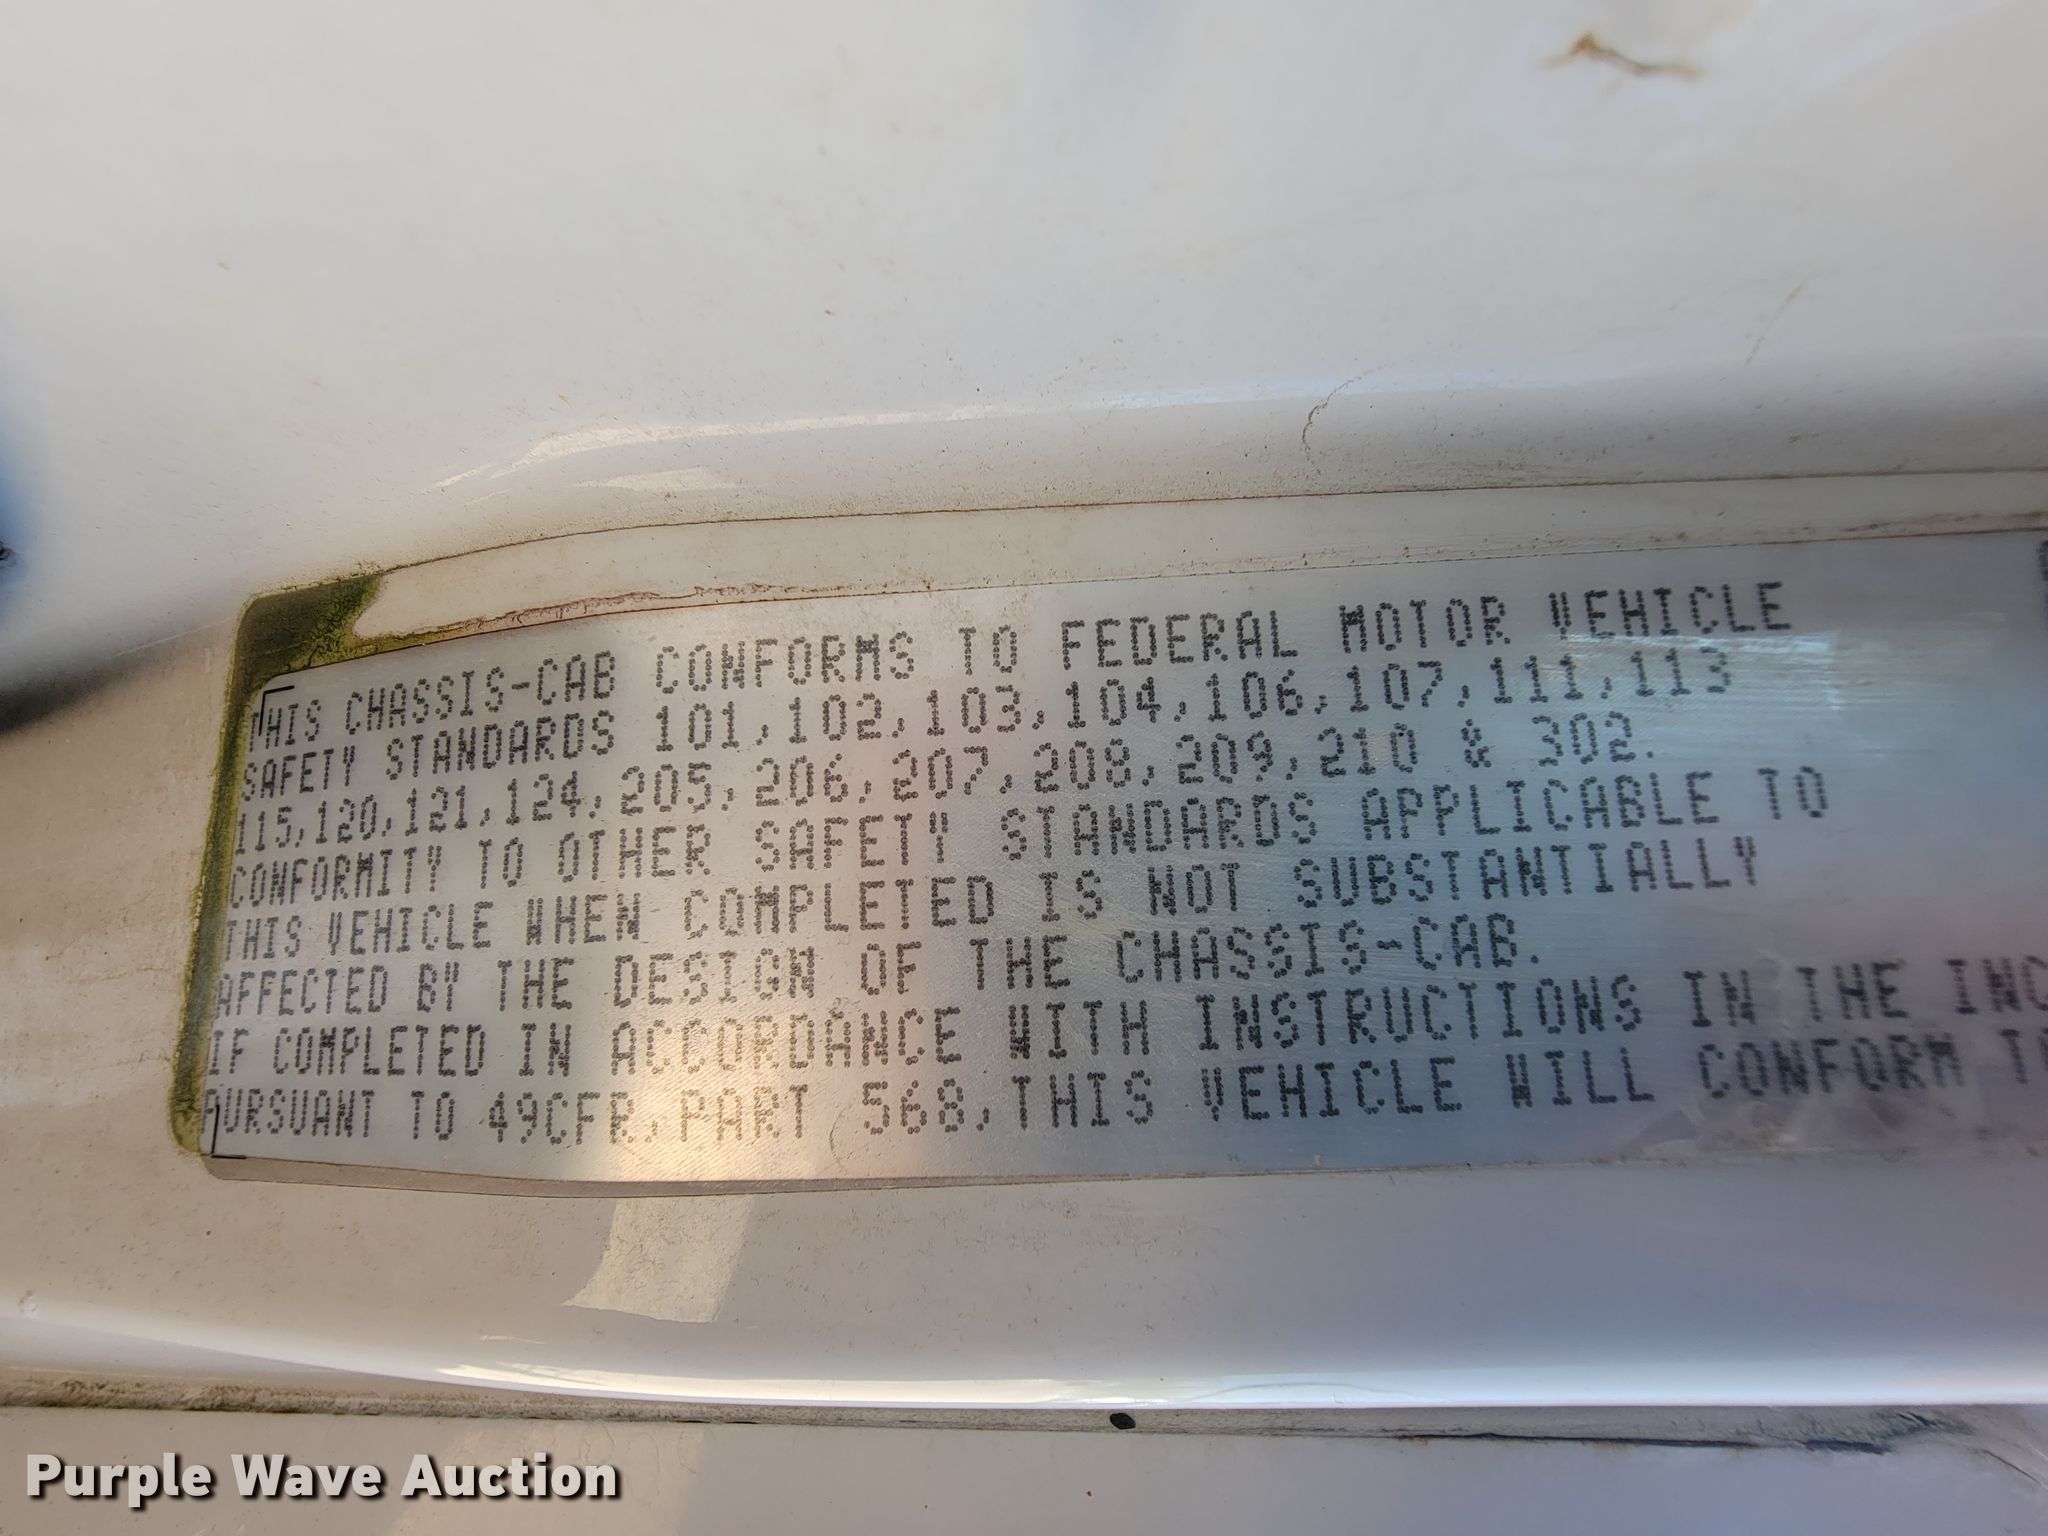 THIS CHASSIS-CAB CONFORMS TO FEDERAL MOTOR VEHICLE
SAFETY STANDARDS 101,102,103,104,106,107,111,113
115,120,121,124,205,206,207,208,209,210 & 302.
CONFORMITY TO OTHER SAFETY STANDARDS APPLICABLE TO
THIS VEHICLE WHEN COMPLETED IS NOT SUBSTANTIALLY
AFFECTED BY THE DESIGN OF THE CHASSIS-CAB.
IF COMPLETED IN ACCORDANCE WITH INSTRUCTIONS IN THE INC
PURSUANT TO 49CFR, PART 568, THIS VEHICLE WILL CONFORM TO
Purple Wave Auction